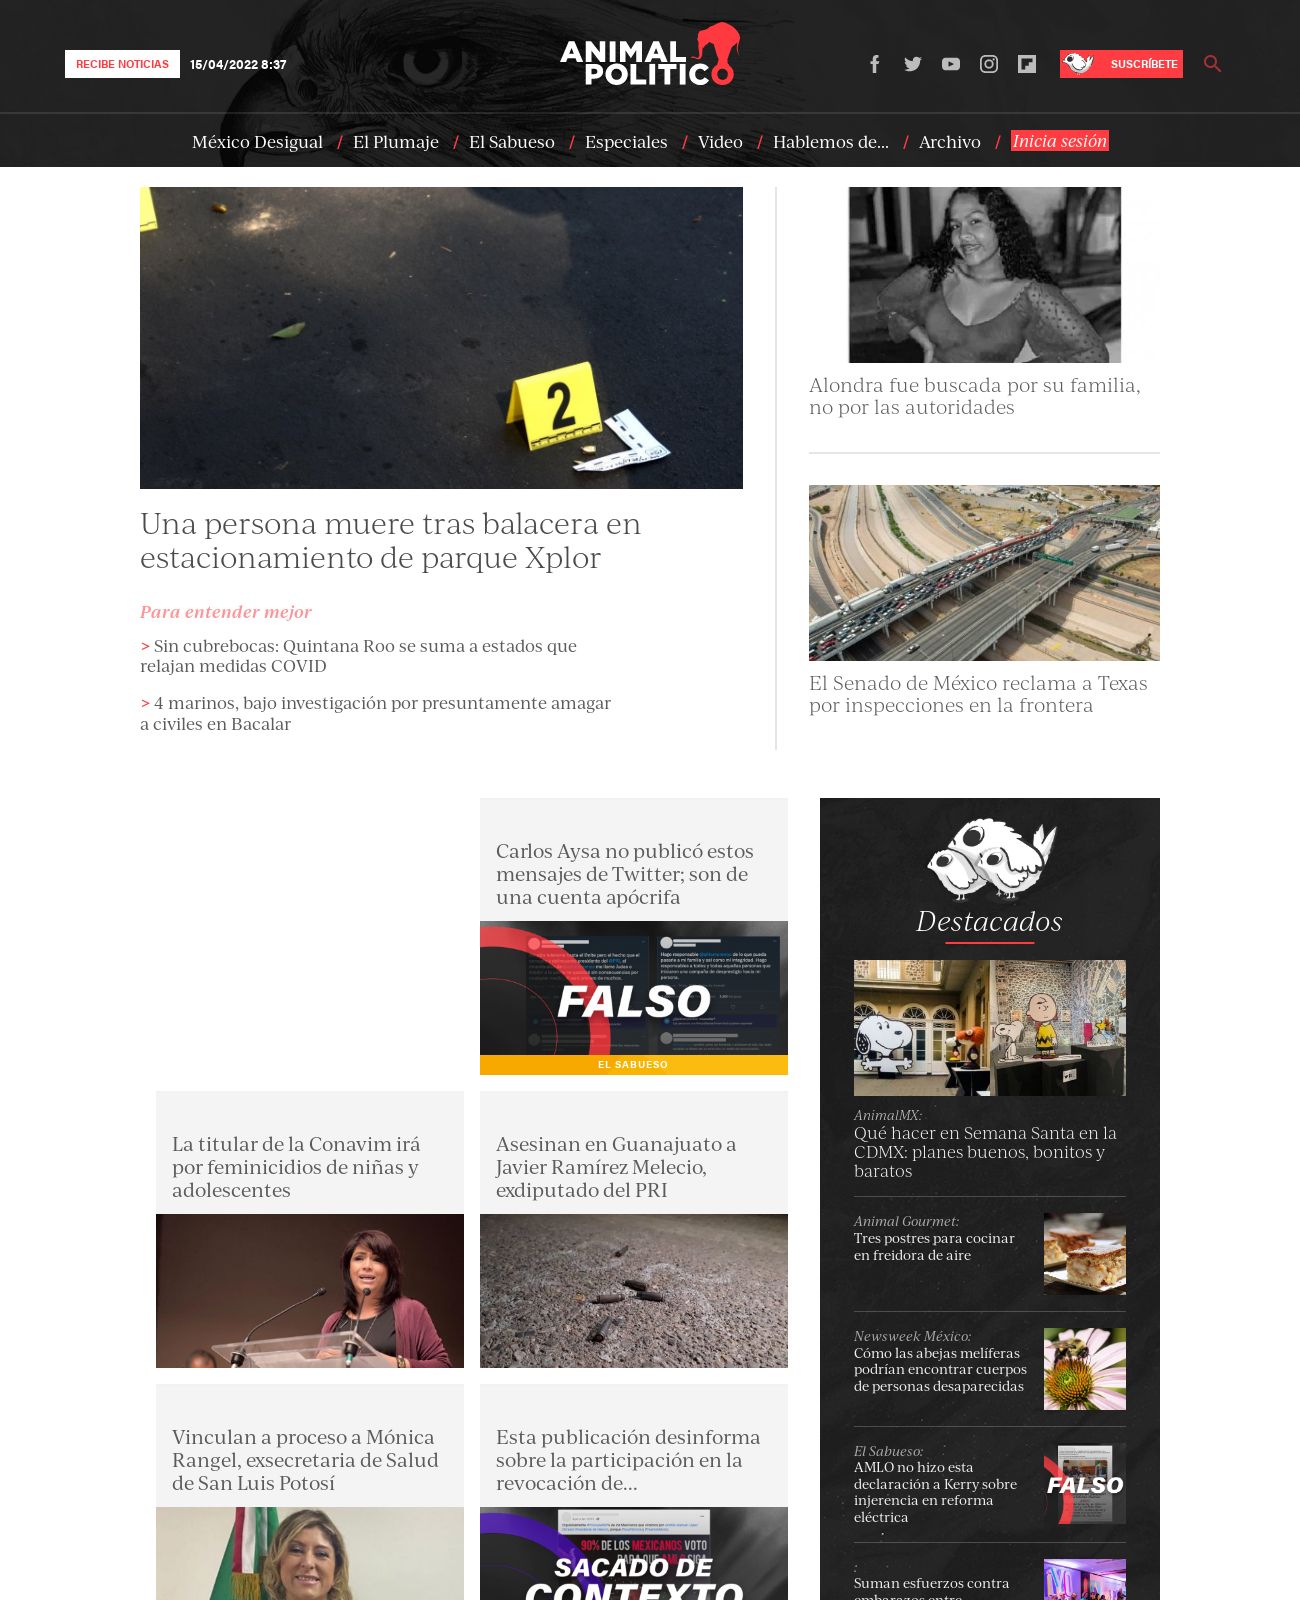 RECIBE NOTICIAS
15/04/2022 8:37
ANIMAL
POLITICO
SUSCRÍBETE
México Desigual / El Plumaje / El Sabueso / Especiales / Video / Hablemos de... / Archivo / Inicia sesión
2
Una persona muere tras balacera en
estacionamiento de parque Xplor
Para entender mejor
> Sin cubrebocas: Quintana Roo se suma a estados que
relajan medidas COVID
> 4 marinos, bajo investigación por presuntamente amagar
a civiles en Bacalar
Alondra fue buscada por su familia,
no por las autoridades
El Senado de México reclama a Texas
por inspecciones en la frontera
Carlos Aysa no publicó estos
mensajes de Twitter; son de
una cuenta apócrifa
FALSO
EL SABUESO
La titular de la Conavim irá
por feminicidios de niñas y
adolescentes
Asesinan en Guanajuato a
Javier Ramírez Melecio,
exdiputado del PRI
Vinculan a proceso a Mónica
Rangel, exsecretaria de Salud
de San Luis Potosí
Esta publicación desinforma
sobre la participación en la
revocación de...
90% DE LOS MEXICANOS VOTO
PARA QUE AMLO SIGA
SACADO DE
CONTEXTO
Destacados
AnimalMX:
Qué hacer en Semana Santa en la
CDMX: planes buenos, bonitos y
baratos
Animal Gourmet:
Tres postres para cocinar
en freidora de aire
Newsweek México:
Cómo las abejas melíferas
podrían encontrar cuerpos
de personas desaparecidas
El Sabueso:
AMLO no hizo esta
declaración a Kerry sobre
injerencia en reforma
eléctrica
FALSO
:
Suman esfuerzos contra
embarazos entre